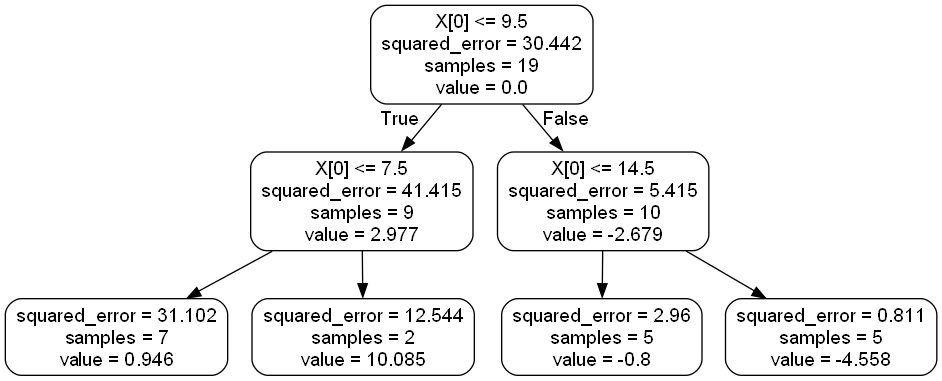 X[0] <= 9.5
squared_error = 30.442
samples = 19
value = 0.0
True
False
X[0] <= 7.5
squared_error = 41.415
samples = 9
value = 2.977
X[0] <= 14.5
squared_error = 5.415
samples = 10
value = -2.679
squared_error = 31.102
samples = 7
value = 0.946
squared_error = 12.544
samples = 2
value = 10.085
squared_error = 2.96
samples = 5
value = -0.8
squared_error = 0.811
samples = 5
value = -4.558